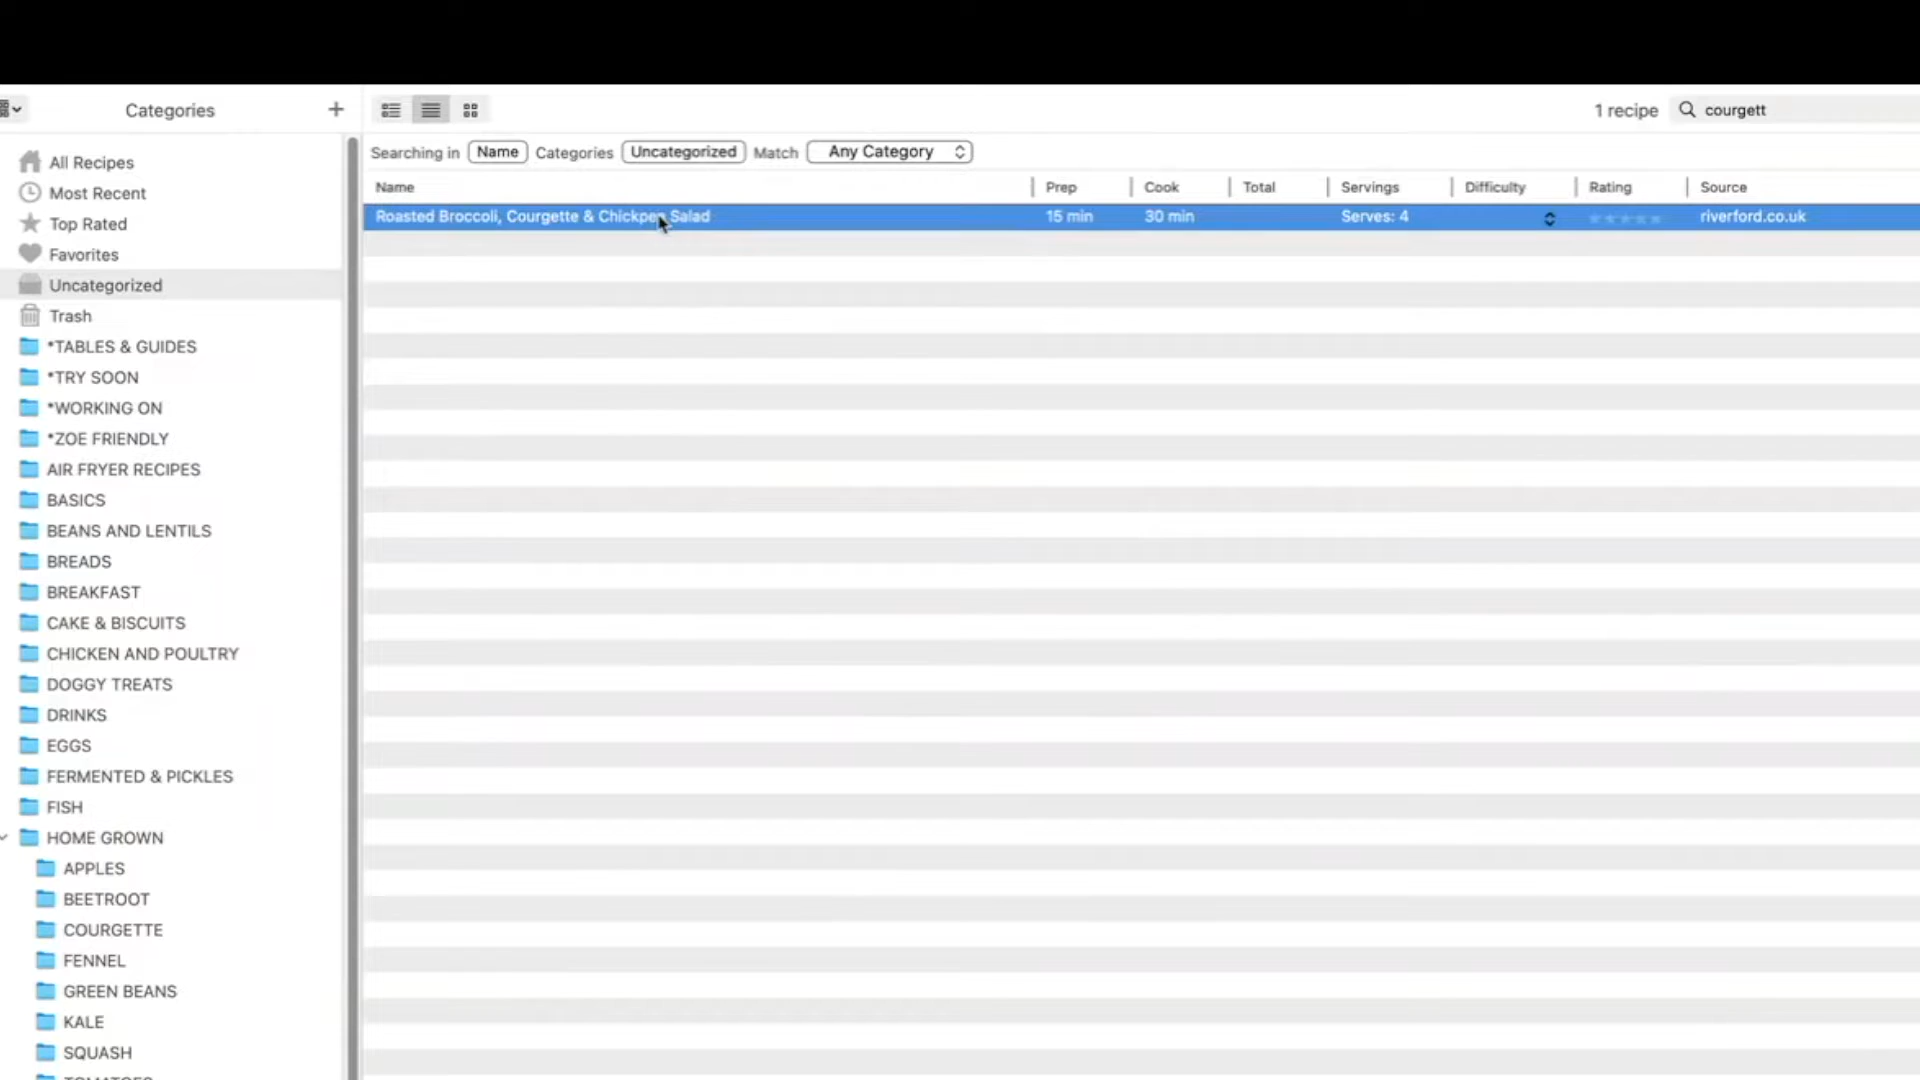 Categories +
1 recipe courgett
Searching in Name Categories Uncategorized Match Any Category
Name Prep Cook Total Servings Difficulty Rating Source
Roasted Broccoli, Courgette & Chickpea Salad 15 min 30 min Serves: 4 riverford.co.uk
All Recipes
Most Recent
Top Rated
Favorites
Uncategorized
Trash
*TABLES & GUIDES
*TRY SOON
*WORKING ON
*ZOE FRIENDLY
AIR FRYER RECIPES
BASICS
BEANS AND LENTILS
BREADS
BREAKFAST
CAKE & BISCUITS
CHICKEN AND POULTRY
DOGGY TREATS
DRINKS
EGGS
FERMENTED & PICKLES
FISH
HOME GROWN
APPLES
BEETROOT
COURGETTE
FENNEL
GREEN BEANS
KALE
SQUASH